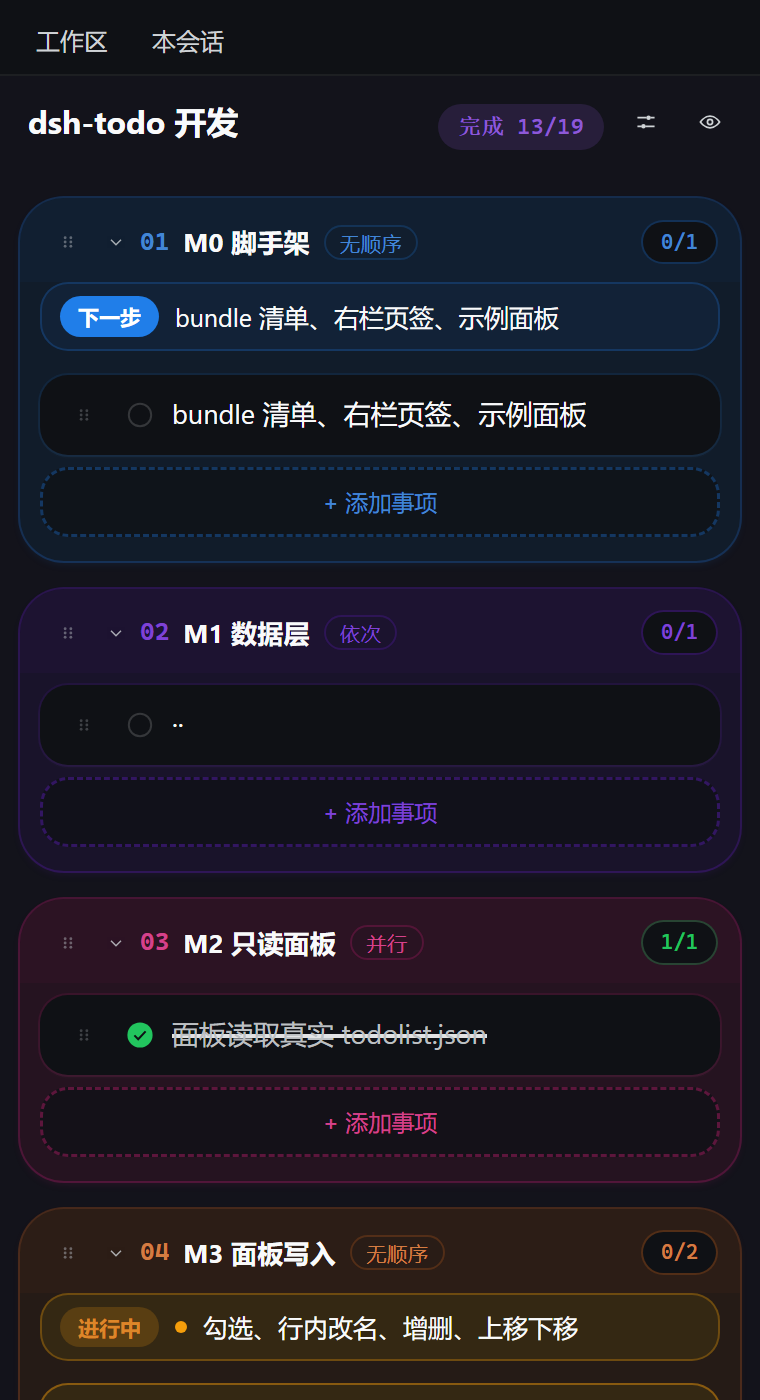 工作区 本会话
dsh-todo 开发 完成 13/19
01 M0 脚手架 无顺序 0/1
下一步 bundle 清单、右栏页签、示例面板
bundle 清单、右栏页签、示例面板
+ 添加事项
02 M1 数据层 依次 0/1
..
+ 添加事项
03 M2 只读面板 并行 1/1
面板读取真实 todolist.json
+ 添加事项
04 M3 面板写入 无顺序 0/2
进行中 勾选、行内改名、增删、上移下移